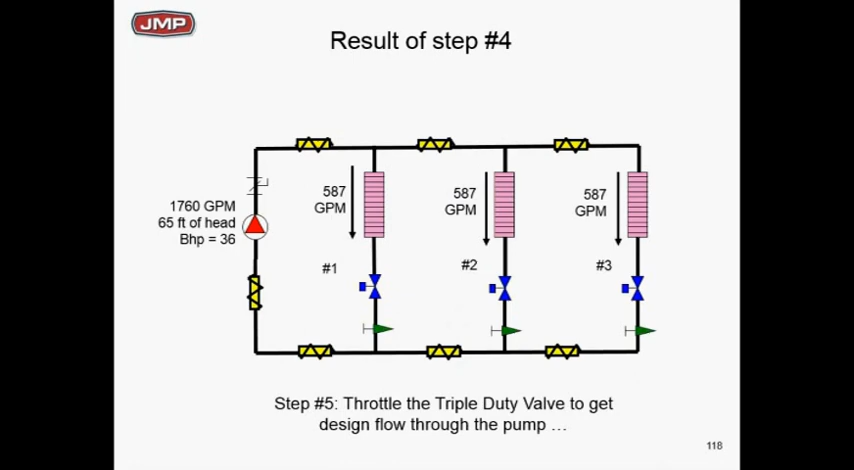 JMP
Result of step #4
1760 GPM
65 ft of head
Bhp = 36
587
GPM
587
GPM
587
GPM
#1
#2
#3
Step #5: Throttle the Triple Duty Valve to get
design flow through the pump …
118